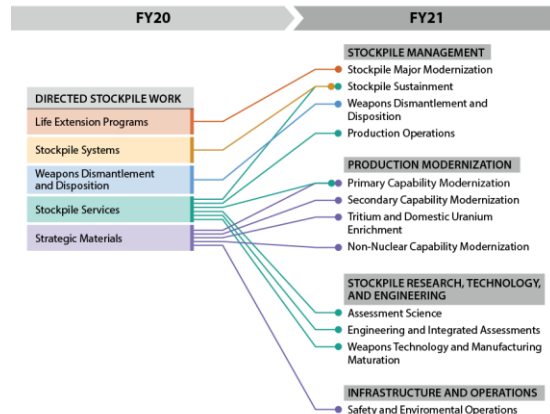 FY20
FY21
DIRECTED STOCKPILE WORK
Life Extension Programs
Stockpile Systems
Weapons Dismantlement
and Disposition
Stockpile Services
Strategic Materials
STOCKPILE MANAGEMENT
Stockpile Major Modernization
Stockpile Sustainment
Weapons Dismantlement and
Disposition
Production Operations
PRODUCTION MODERNIZATION
Primary Capability Modernization
Secondary Capability Modernization
Tritium and Domestic Uranium
Enrichment
Non-Nuclear Capability Modernization
STOCKPILE RESEARCH, TECHNOLOGY,
AND ENGINEERING
Assessment Science
Engineering and Integrated Assessments
Weapons Technology and Manufacturing
Maturation
INFRASTRUCTURE AND OPERATIONS
Safety and Enviromental Operations